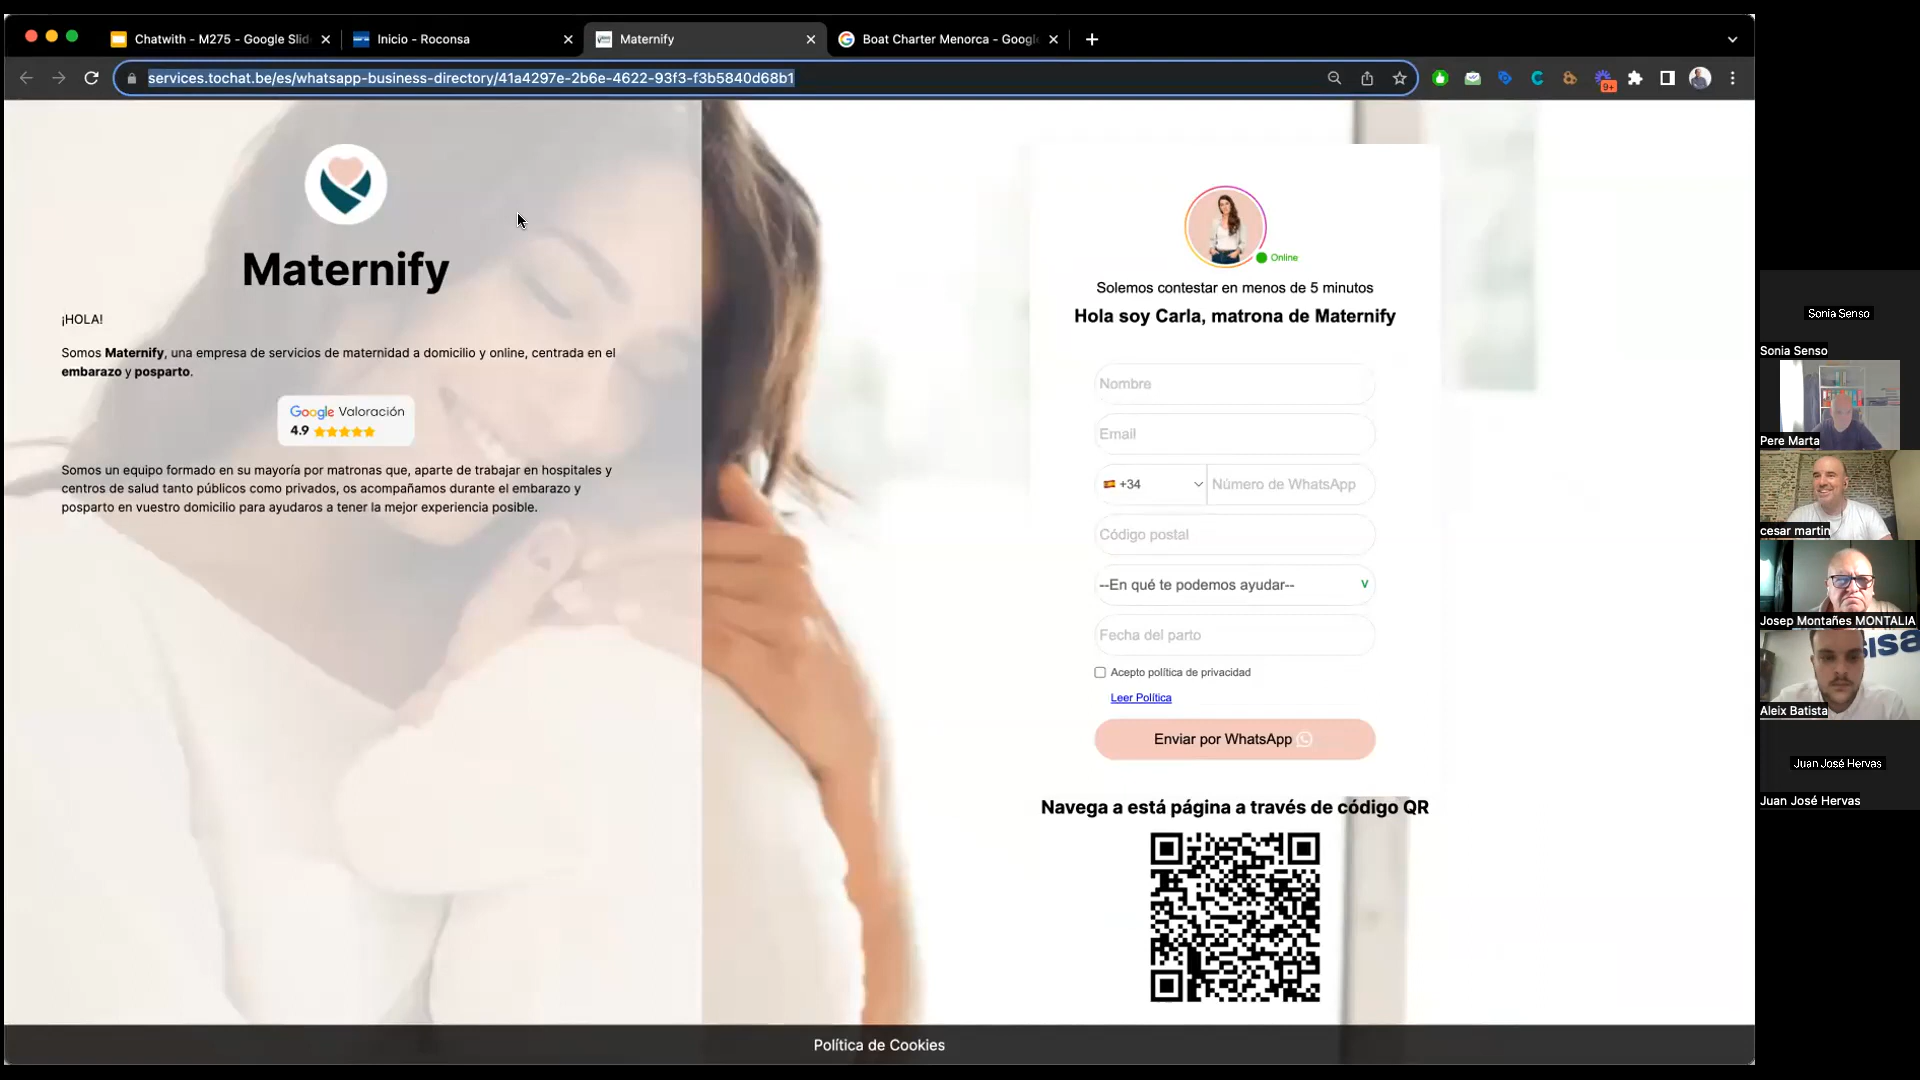 Chatwith - M275 - Google Slid
Inicio - Roconsa
Maternify
Boat Charter Menorca - Googl
services.tochat.be/es/whatsapp-business-directory/41a4297e-2b6e-4622-93f3-f3b5840d68b1
9+
Maternify
¡HOLA!
Somos Maternify, una empresa de servicios de maternidad a domicilio y online, centrada en el
embarazo y posparto.
Google Valoración
4.9
Somos un equipo formado en su mayoría por matronas que, aparte de trabajar en hospitales y
centros de salud tanto públicos como privados, os acompañamos durante el embarazo y
posparto en vuestro domicilio para ayudaros a tener la mejor experiencia posible.
Online
Solemos contestar en menos de 5 minutos
Hola soy Carla, matrona de Maternify
Nombre
Email
+34
Número de WhatsApp
Código postal
--En qué te podemos ayudar--
Fecha del parto
Acepto política de privacidad
Leer Política
Enviar por WhatsApp
Navega a está página a través de código QR
Política de Cookies
Sonia Senso
Sonia Senso
Pere Marta
cesar martin
Josep Montañes MONTALIA
Aleix Batista
Juan José Hervas
Juan José Hervas